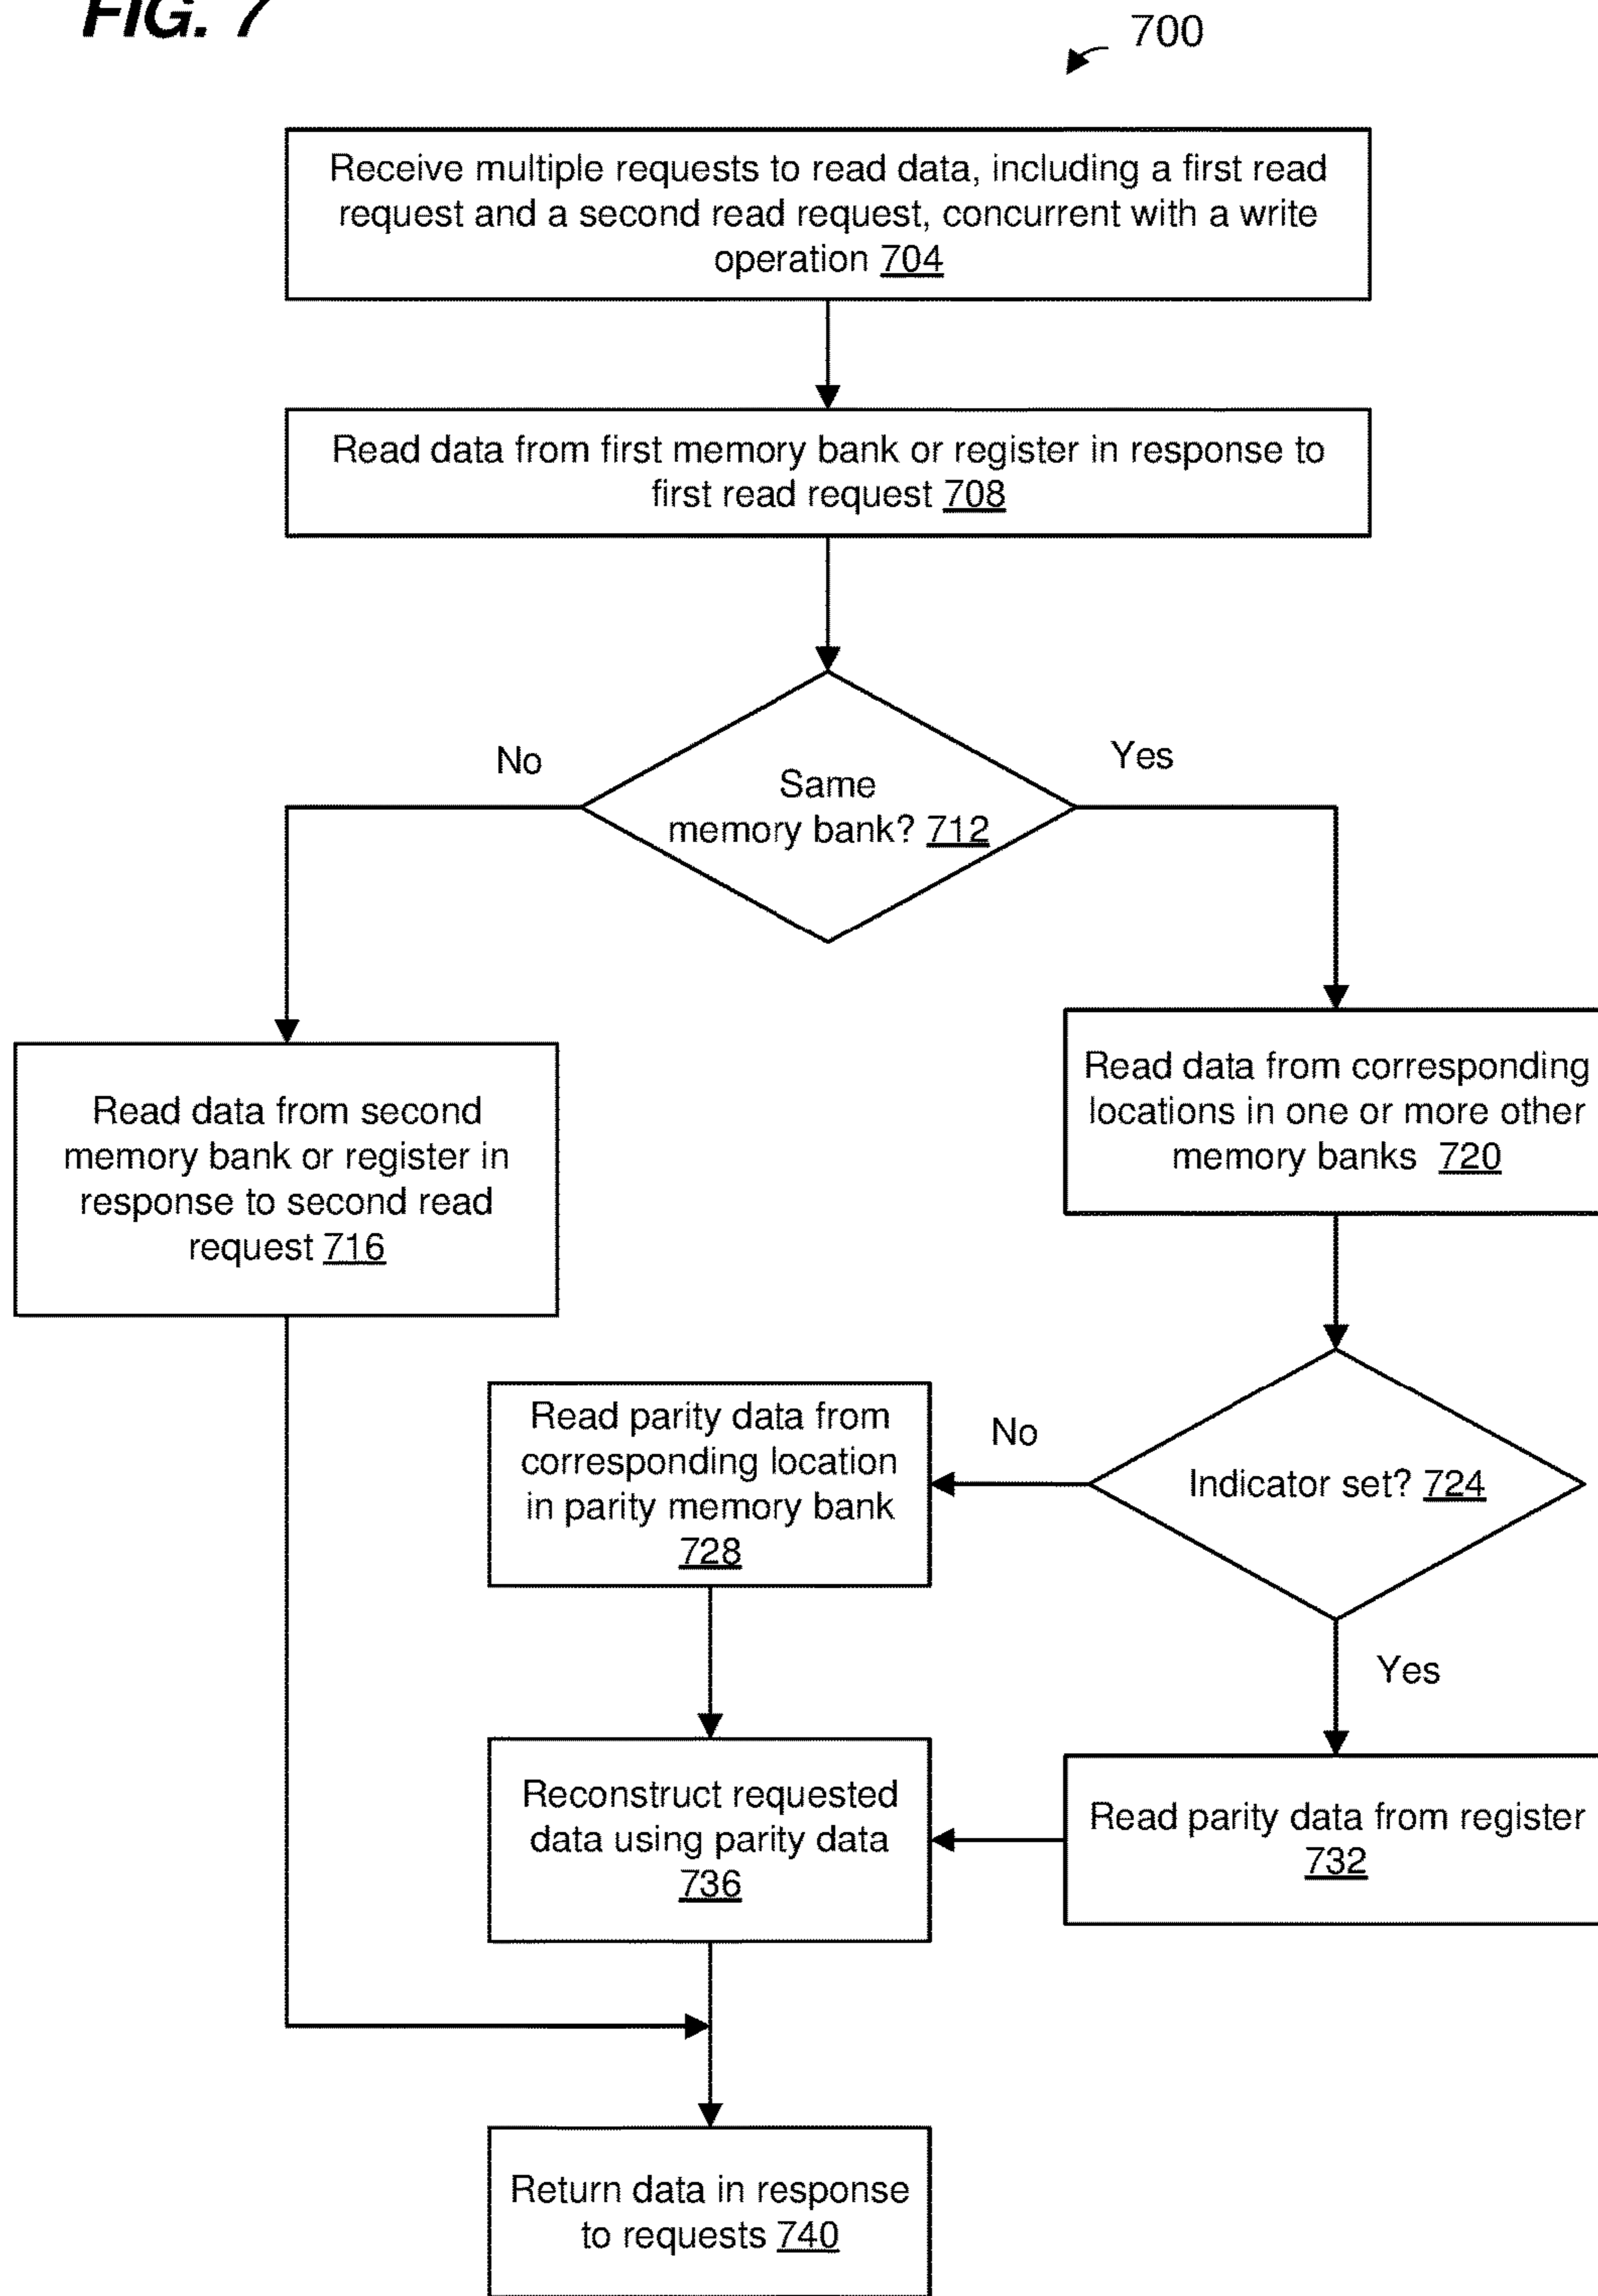 FIG. 7
700
Receive multiple requests to read data, including a first read
request and a second read request, concurrent with a write
operation 704
Read data from first memory bank or register in response to
first read request 708
No
Yes
Same
memory bank? 712
Read data from second
memory bank or register in
response to second read
request 716
Read data from corresponding
locations in one or more other
memory banks 720
Read parity data from
corresponding location
in parity memory bank
728
No
Indicator set? 724
Yes
Reconstruct requested
data using parity data
736
Read parity data from register
732
Return data in response
to requests 740